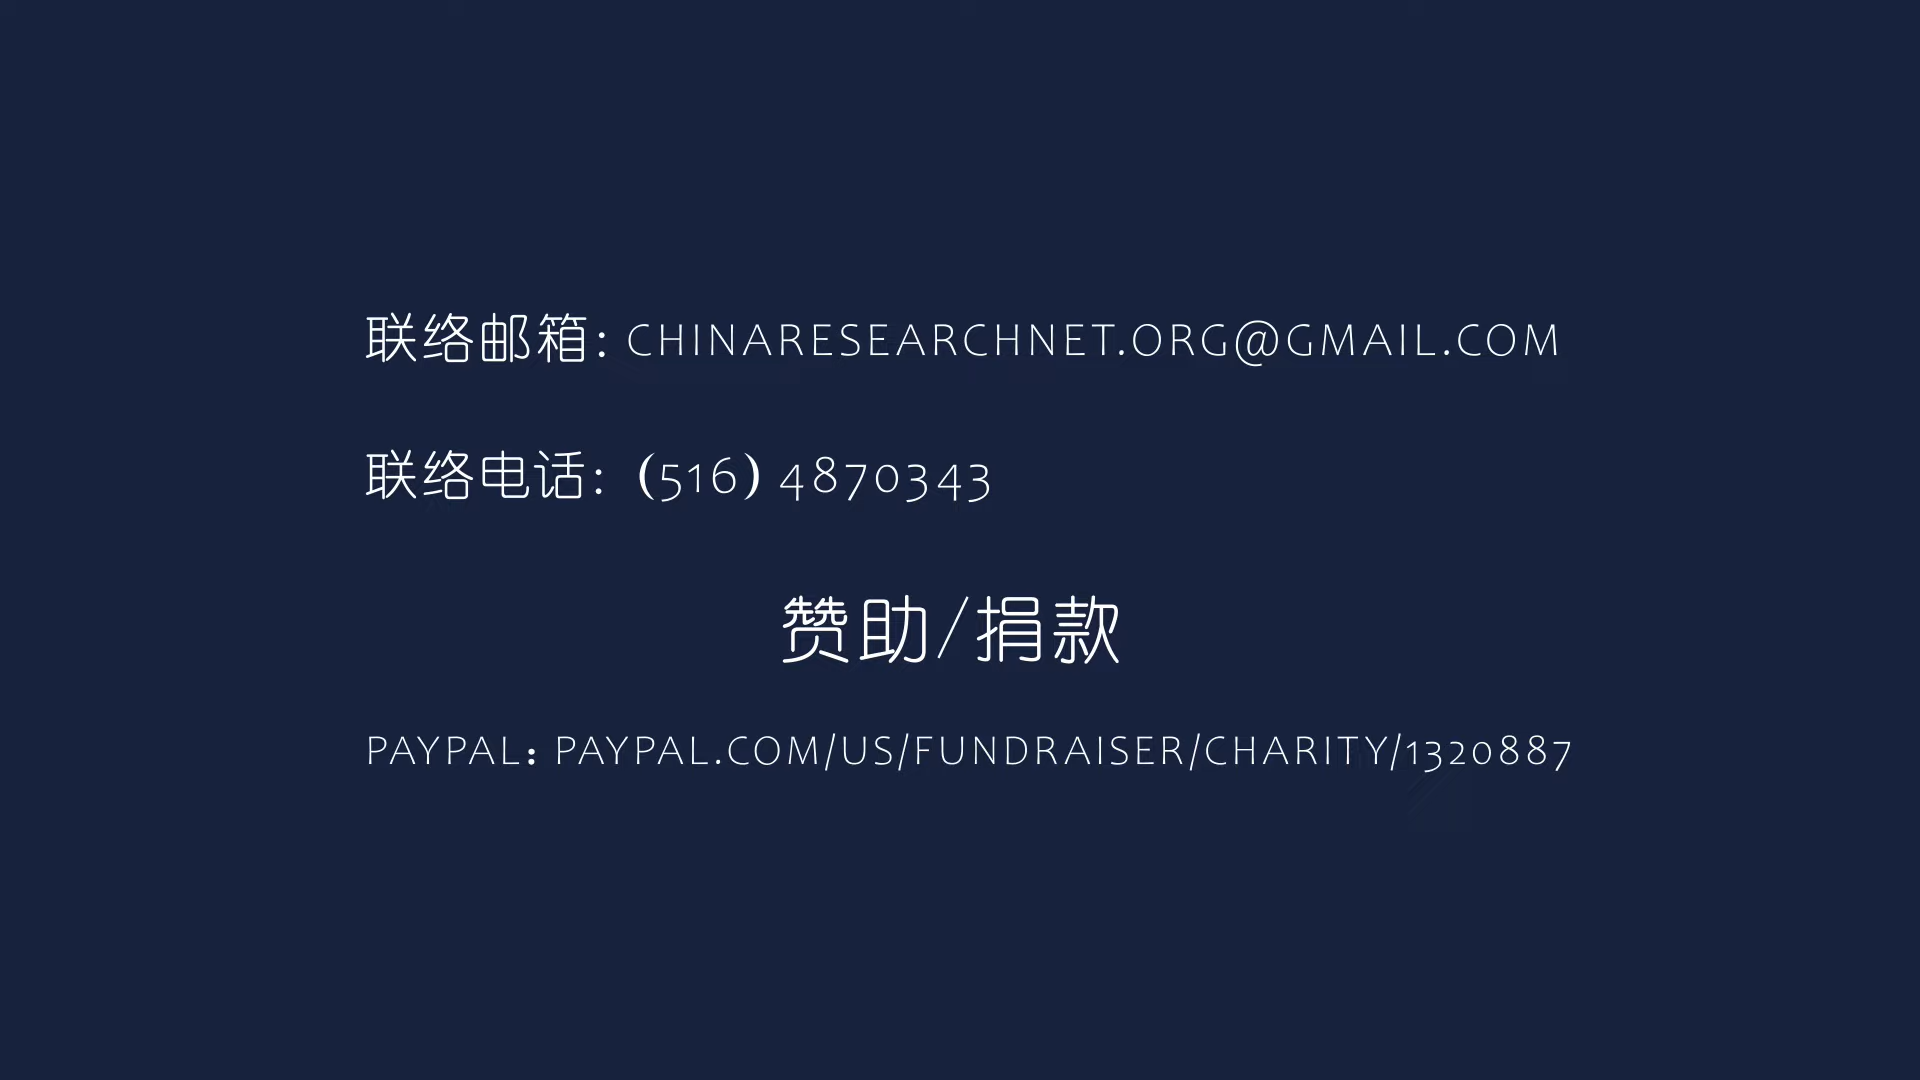 联络邮箱: CHINARESEARCHNET.ORG@GMAIL.COM
联络电话: (516) 4870343
赞助/捐款
PAYPAL: PAYPAL.COM/US/FUNDRAISER/CHARITY/1320887